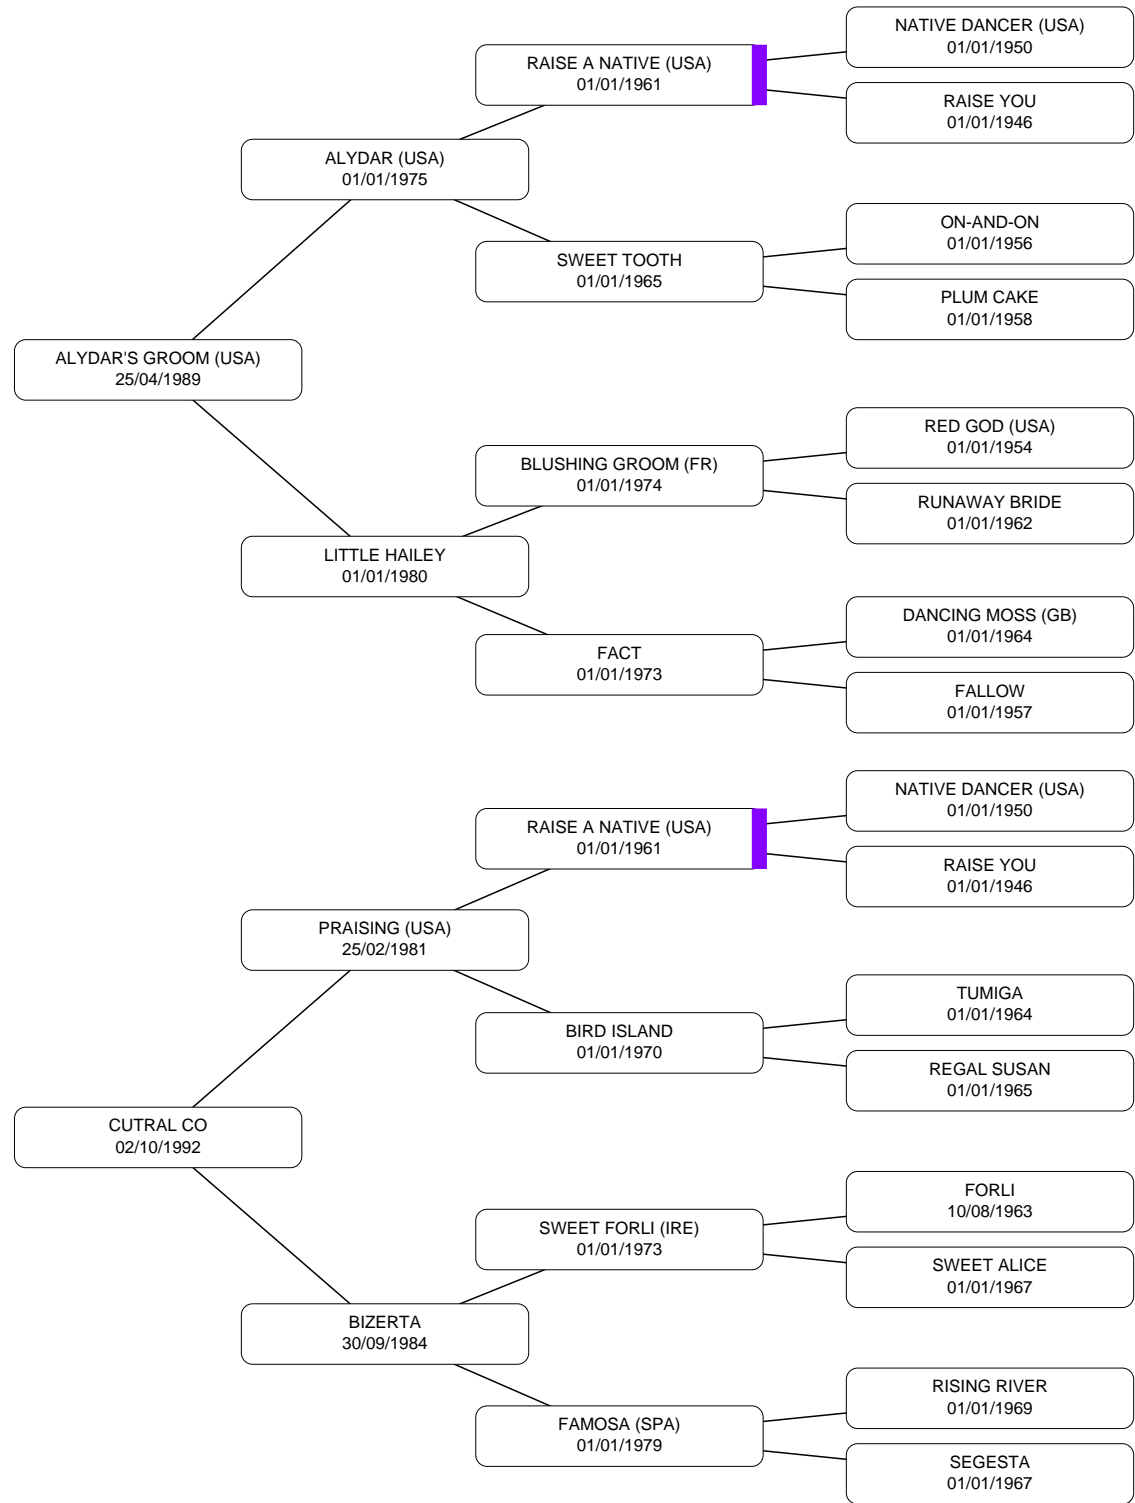 NATIVE DANCER (USA)
01/01/1950
RAISE A NATIVE (USA)
01/01/1961
RAISE YOU
01/01/1946
ALYDAR (USA)
01/01/1975
ON-AND-ON
01/01/1956
SWEET TOOTH
01/01/1965
PLUM CAKE
01/01/1958
ALYDAR'S GROOM (USA)
25/04/1989
RED GOD (USA)
01/01/1954
BLUSHING GROOM (FR)
01/01/1974
RUNAWAY BRIDE
01/01/1962
LITTLE HAILEY
01/01/1980
DANCING MOSS (GB)
01/01/1964
FACT
01/01/1973
FALLOW
01/01/1957
NATIVE DANCER (USA)
01/01/1950
RAISE A NATIVE (USA)
01/01/1961
RAISE YOU
01/01/1946
PRAISING (USA)
25/02/1981
TUMIGA
01/01/1964
BIRD ISLAND
01/01/1970
REGAL SUSAN
01/01/1965
CUTRAL CO
02/10/1992
FORLI
10/08/1963
SWEET FORLI (IRE)
01/01/1973
SWEET ALICE
01/01/1967
BIZERTA
30/09/1984
RISING RIVER
01/01/1969
FAMOSA (SPA)
01/01/1979
SEGESTA
01/01/1967